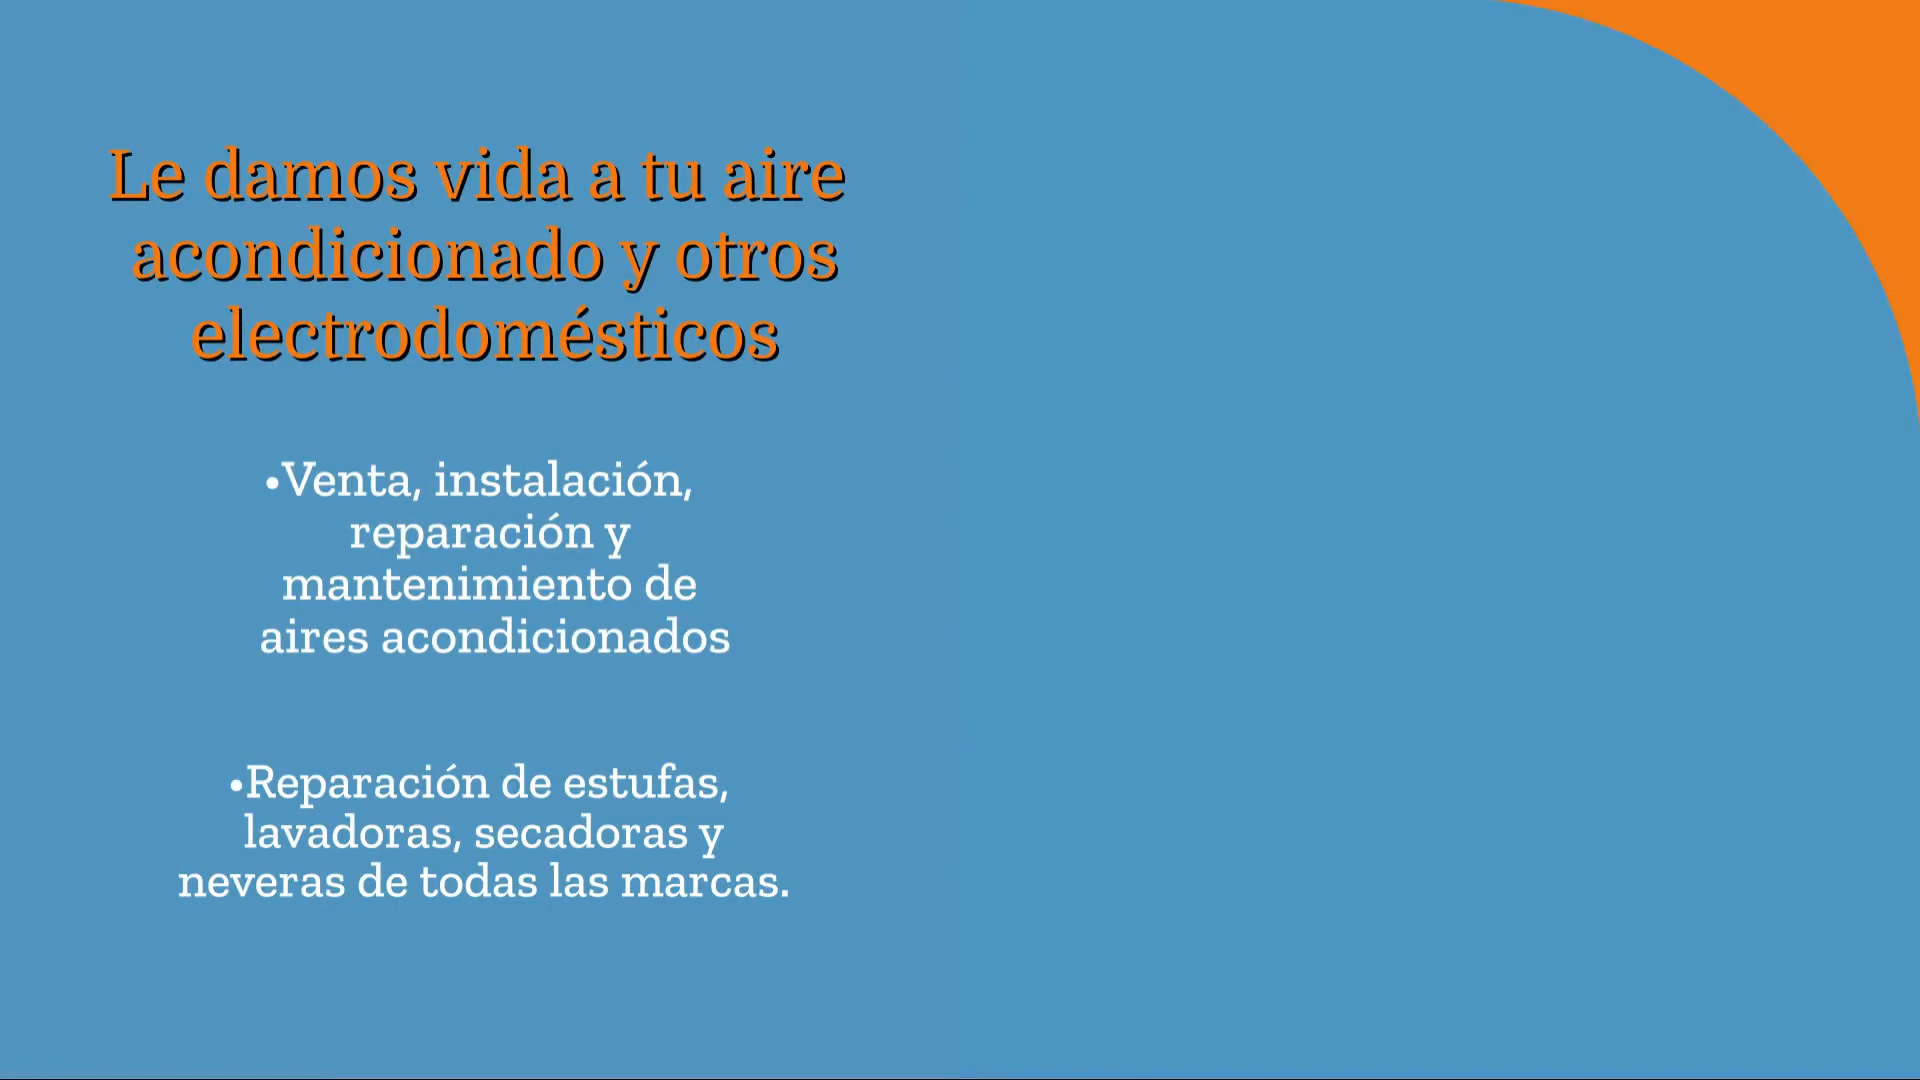 Le damos vida a tu aire
acondicionado y otros
electrodomésticos
•Venta, instalación,
reparación y
mantenimiento de
aires acondicionados
•Reparación de estufas,
lavadoras, secadoras y
neveras de todas las marcas.